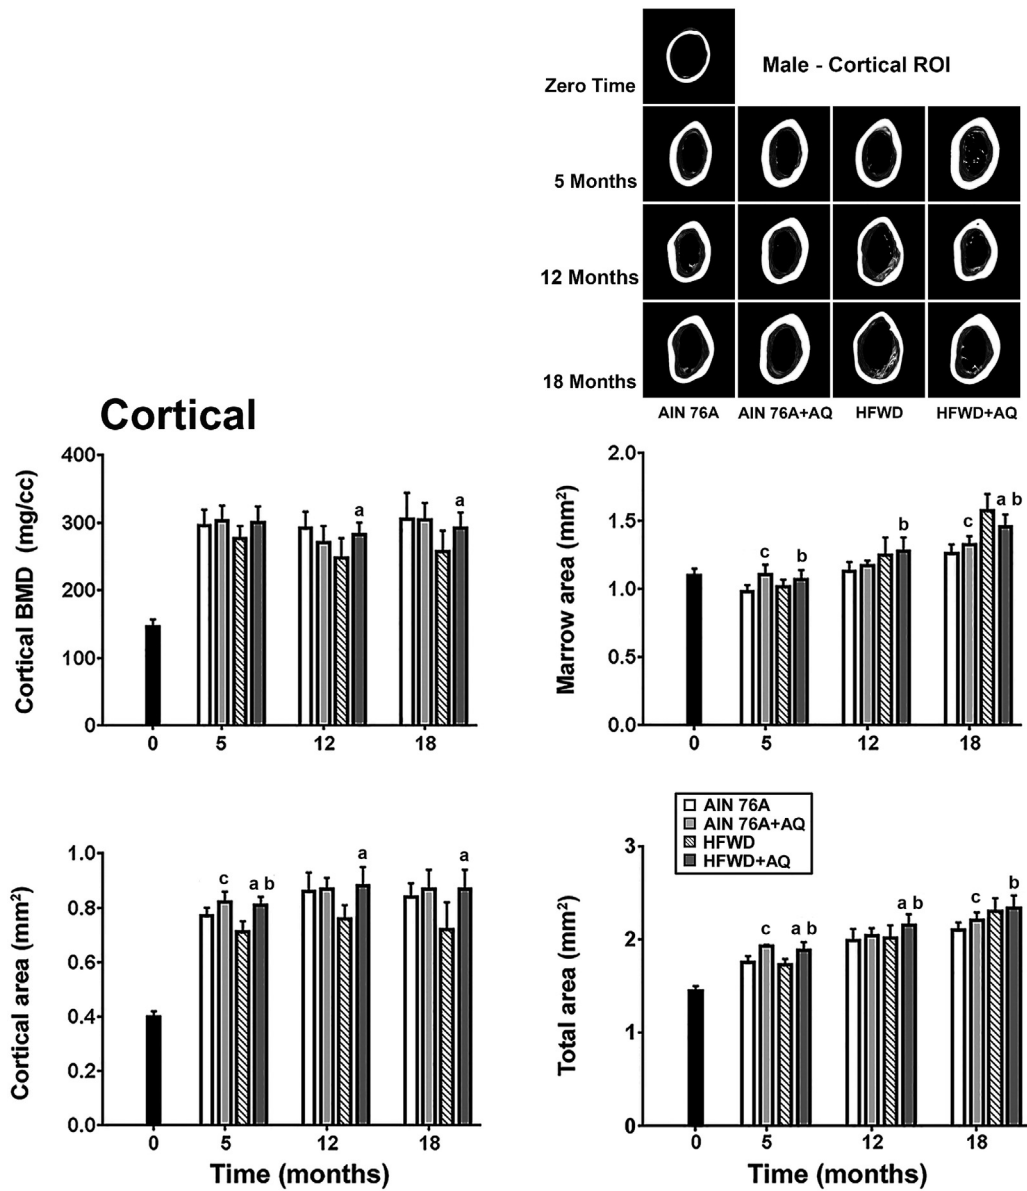 Male - Cortical ROI
Zero Time
5 Months
12 Months
18 Months
AIN 76A AIN 76A+AQ HFWD HFWD+AQ
Cortical
Cortical BMD (mg/cc)
400
300
200
100
0
a
a
0 5 12 18
Marrow area (mm²)
2.0
1.5
1.0
0.5
0.0
c b
b
c a b
0 5 12 18
Cortical area (mm²)
1.0
0.8
0.6
0.4
0.2
0.0
c a b
a
a
0 5 12 18
Time (months)
AIN 76A
AIN 76A+AQ
HFWD
HFWD+AQ
Total area (mm²)
3
2
1
0
c a b
a b
c b
0 5 12 18
Time (months)